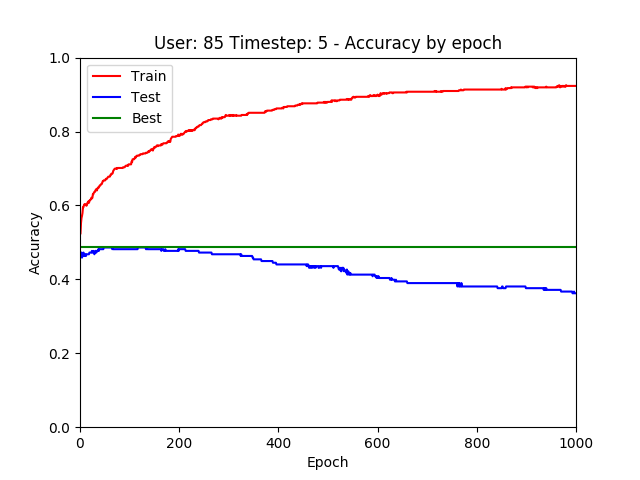 User: 85 Timestep: 5 - Accuracy by epoch
1.0
0.8
0.6
0.4
0.2
0.0
Train
Test
Best
Accuracy
0 200 400 600 800 1000
Epoch